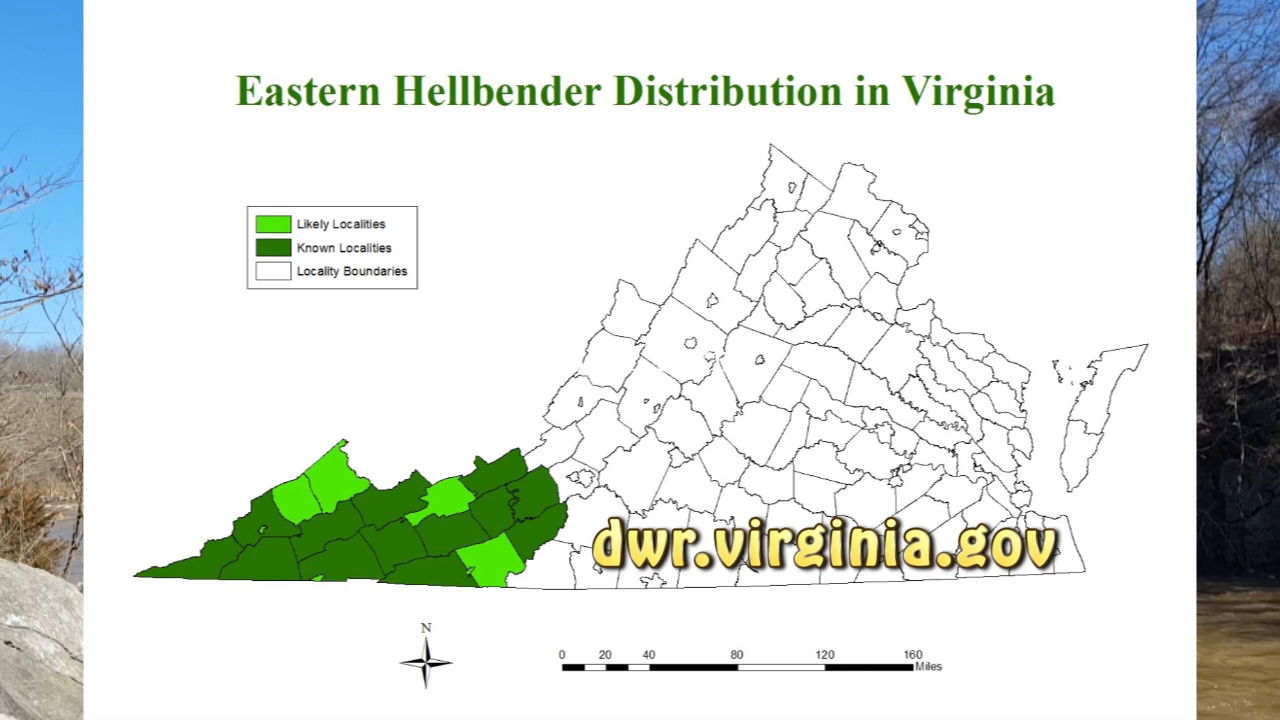 Eastern Hellbender Distribution in Virginia
Likely Localities
Known Localities
Locality Boundaries
dwr.virginia.gov
N
0 20 40 80 120 160
Miles